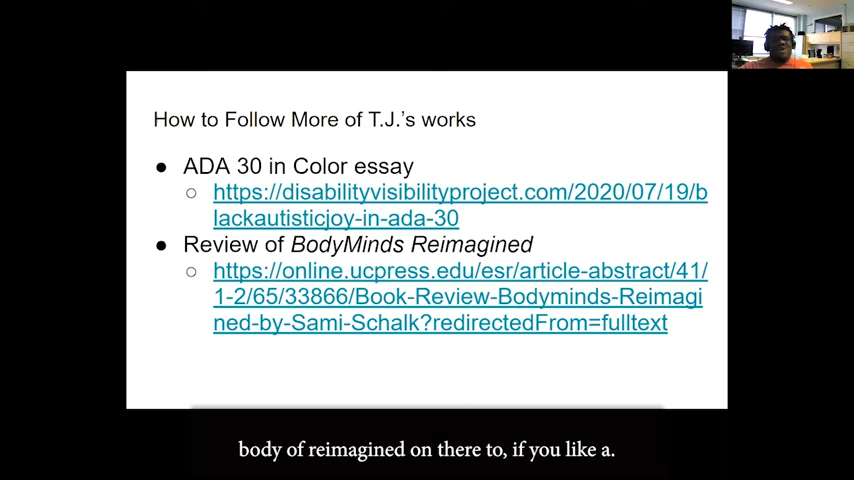 How to Follow More of T.J.'s works
● ADA 30 in Color essay
○ https://disabilityvisibilityproject.com/2020/07/19/b
lackautisticjoy-in-ada-30
● Review of BodyMinds Reimagined
○ https://online.ucpress.edu/esr/article-abstract/41/
1-2/65/33866/Book-Review-Bodyminds-Reimagi
ned-by-Sami-Schalk?redirectedFrom=fulltext
body of reimagined on there to, if you like a.